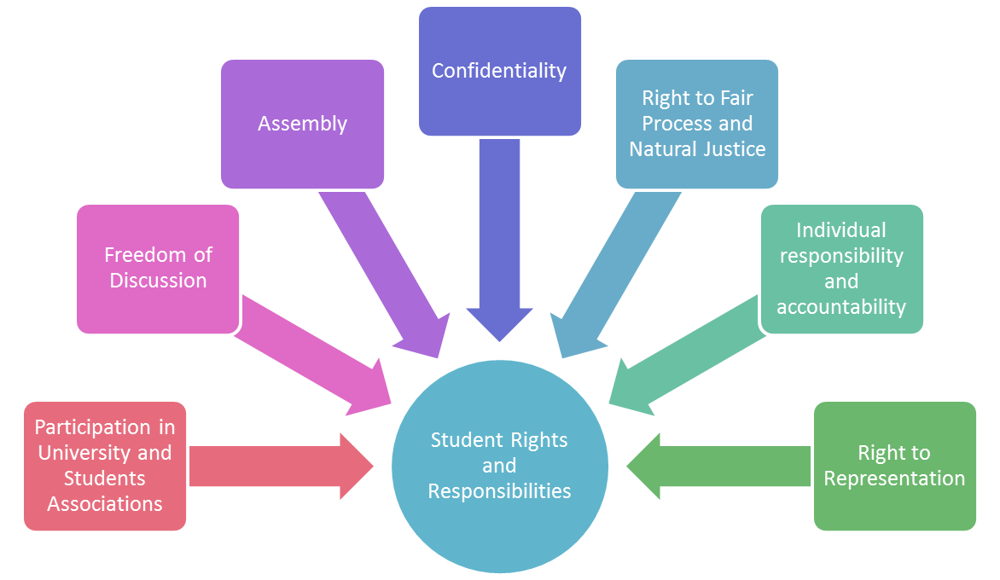 Confidentiality
Assembly
Right to Fair
Process and
Natural Justice
Freedom of
Discussion
Individual
responsibility
and
accountability
Participation in
University and
Students
Associations
Student Rights
and
Responsibilities
Right to
Representation